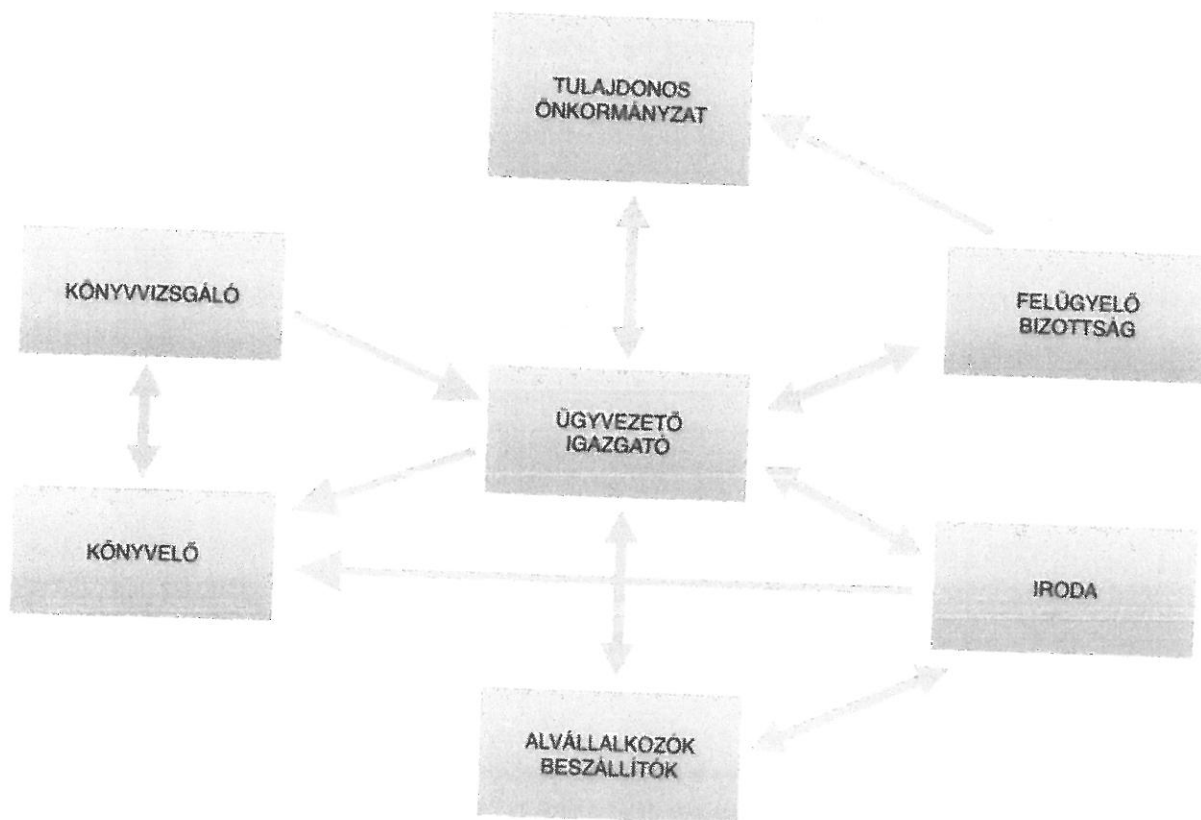 TULAJDONOS
ÖNKORMÁNYZAT
KÖNYVVIZSGÁLÓ
FELÜGYELŐ
BIZOTTSÁG
ÜGYVEZETŐ
IGAZGATÓ
KÖNYVELŐ
IRODA
ALVÁLLALKOZÓK
BESZÁLLÍTÓK